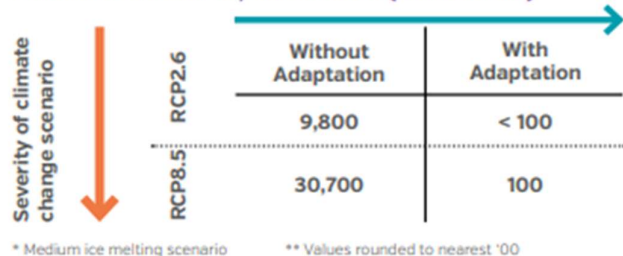 Without Adaptation
With Adaptation
RCP2.6
9,800
< 100
RCP8.5
30,700
100
Severity of climate
change scenario
* Medium ice melting scenario
** Values rounded to nearest '00